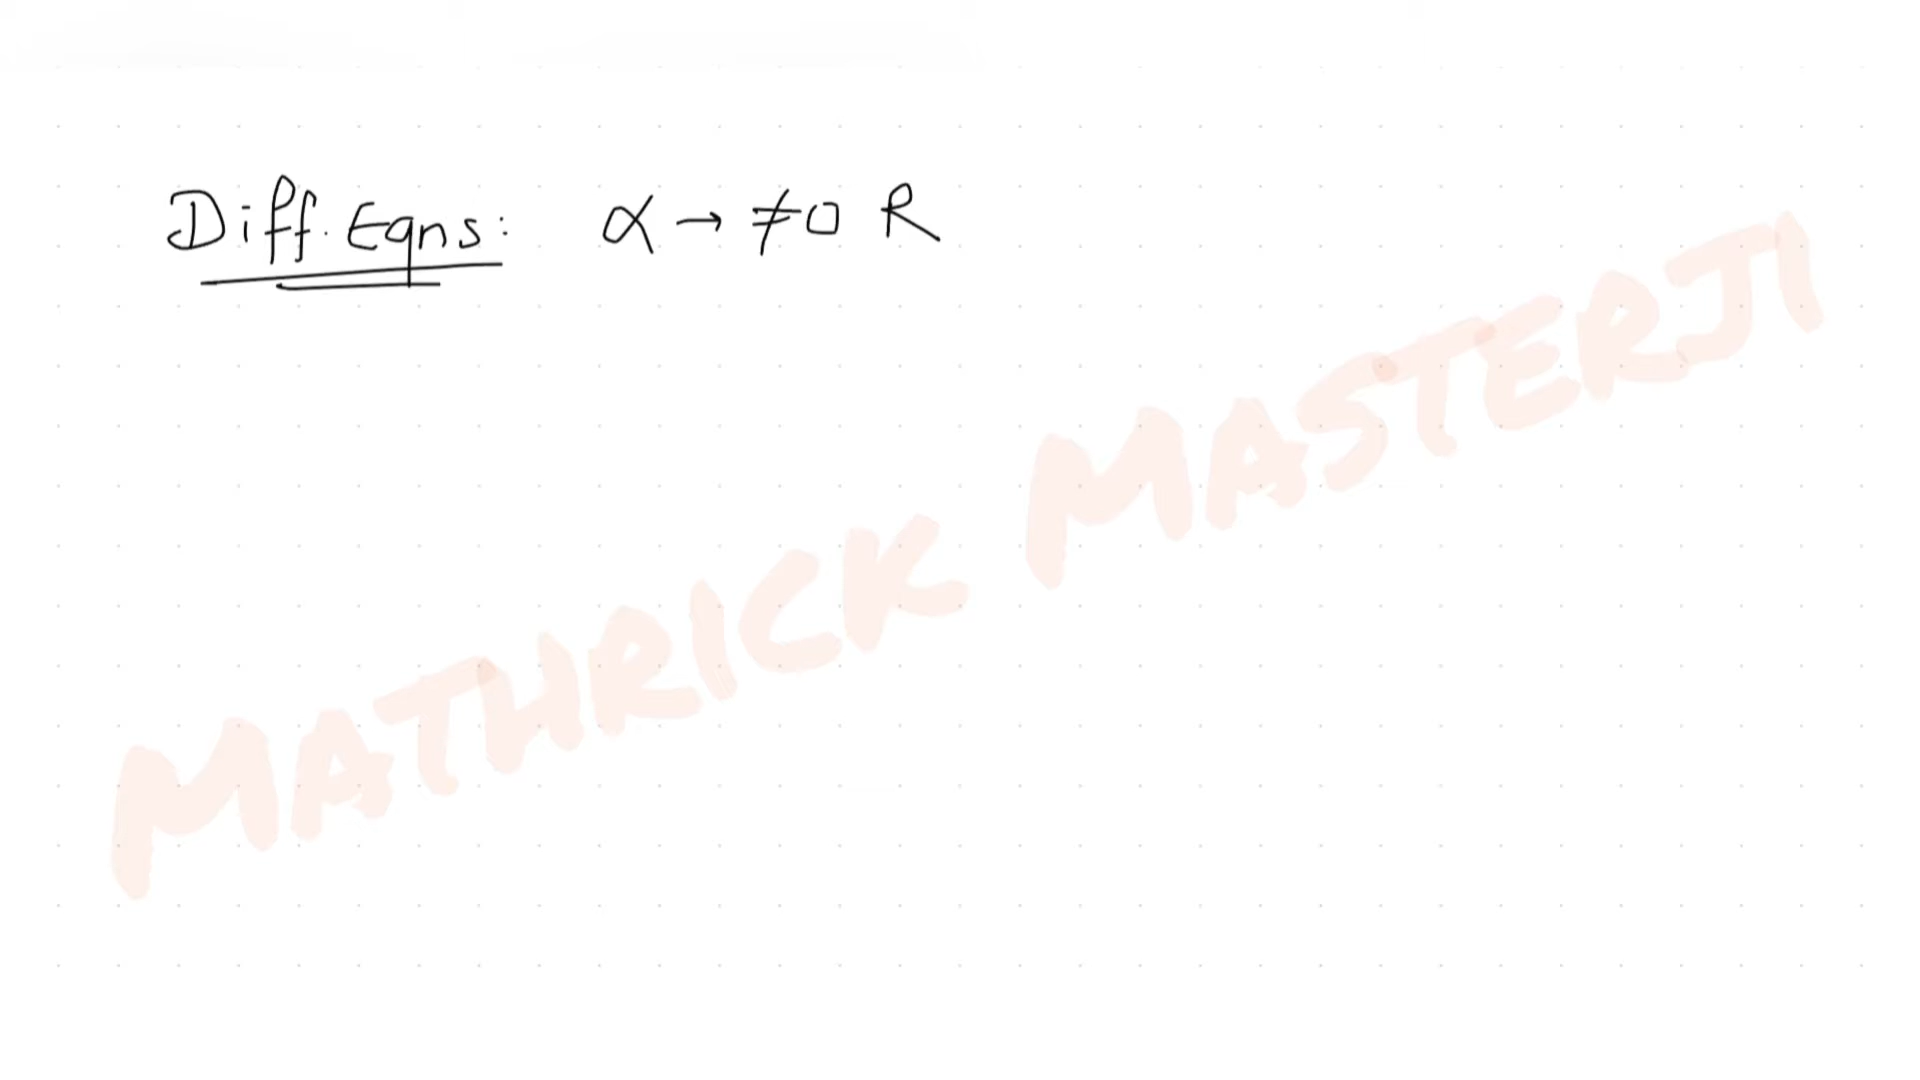 Diff. Eqns: α → ≠0 R
MATHRICK MASTERJI